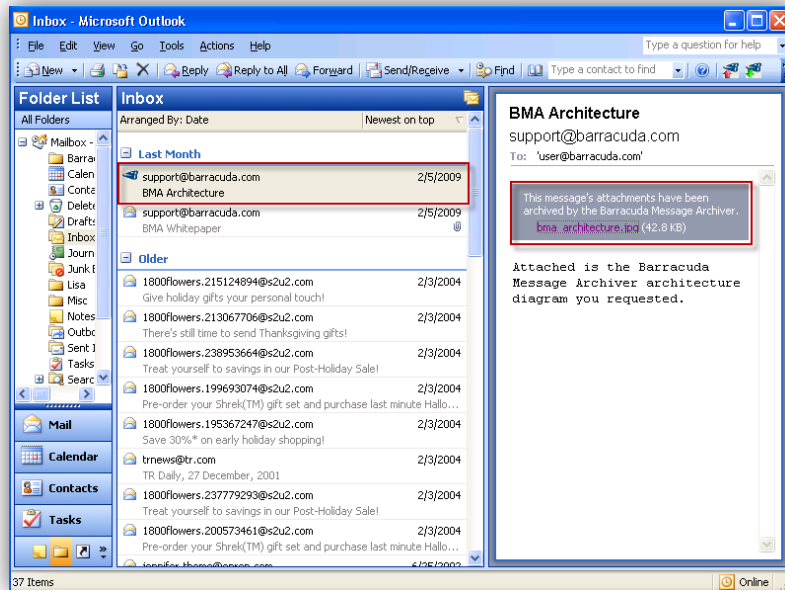 Inbox - Microsoft Outlook
File Edit View Go Tools Actions Help
Type a question for help
New Reply Reply to All Forward Send/Receive Find Type a contact to find
Folder List
All Folders
Mailbox -
Barra
Calen
Conta
Delete
Drafts
Inbox
Journ
Junk E
Lisa
Misc
Notes
Outbo
Sent I
Tasks
Searc
Mail
Calendar
Contacts
Tasks
Inbox
Arranged By: Date Newest on top
Last Month
support@barracuda.com 2/5/2009
BMA Architecture
support@barracuda.com 2/5/2009
BMA Whitepaper
Older
1800flowers.215124894@s2u2.com 2/3/2004
Give holiday gifts your personal touch!
1800flowers.213067706@s2u2.com 2/3/2004
There's still time to send Thanksgiving gifts!
1800flowers.238953664@s2u2.com 2/3/2004
Treat yourself to savings in our Post-Holiday Sale!
1800flowers.199693074@s2u2.com 2/3/2004
Pre-order your Shrek(TM) gift set and purchase last minute Hallo...
1800flowers.195367247@s2u2.com 2/3/2004
Save 30%* on early holiday shopping!
trnews@tr.com 2/3/2004
TR Daily, 27 December, 2001
1800flowers.237779293@s2u2.com 2/3/2004
Treat yourself to savings in our Post-Holiday Sale!
1800flowers.200573461@s2u2.com 2/3/2004
Pre-order your Shrek(TM) gift set and purchase last minute Hallo...
BMA Architecture
support@barracuda.com
To: 'user@barracuda.com'
This message's attachments have been
archived by the Barracuda Message Archiver.
bma_architecture.jpg (42.8 KB)
Attached is the Barracuda
Message Archiver architecture
diagram you requested.
37 Items
Online